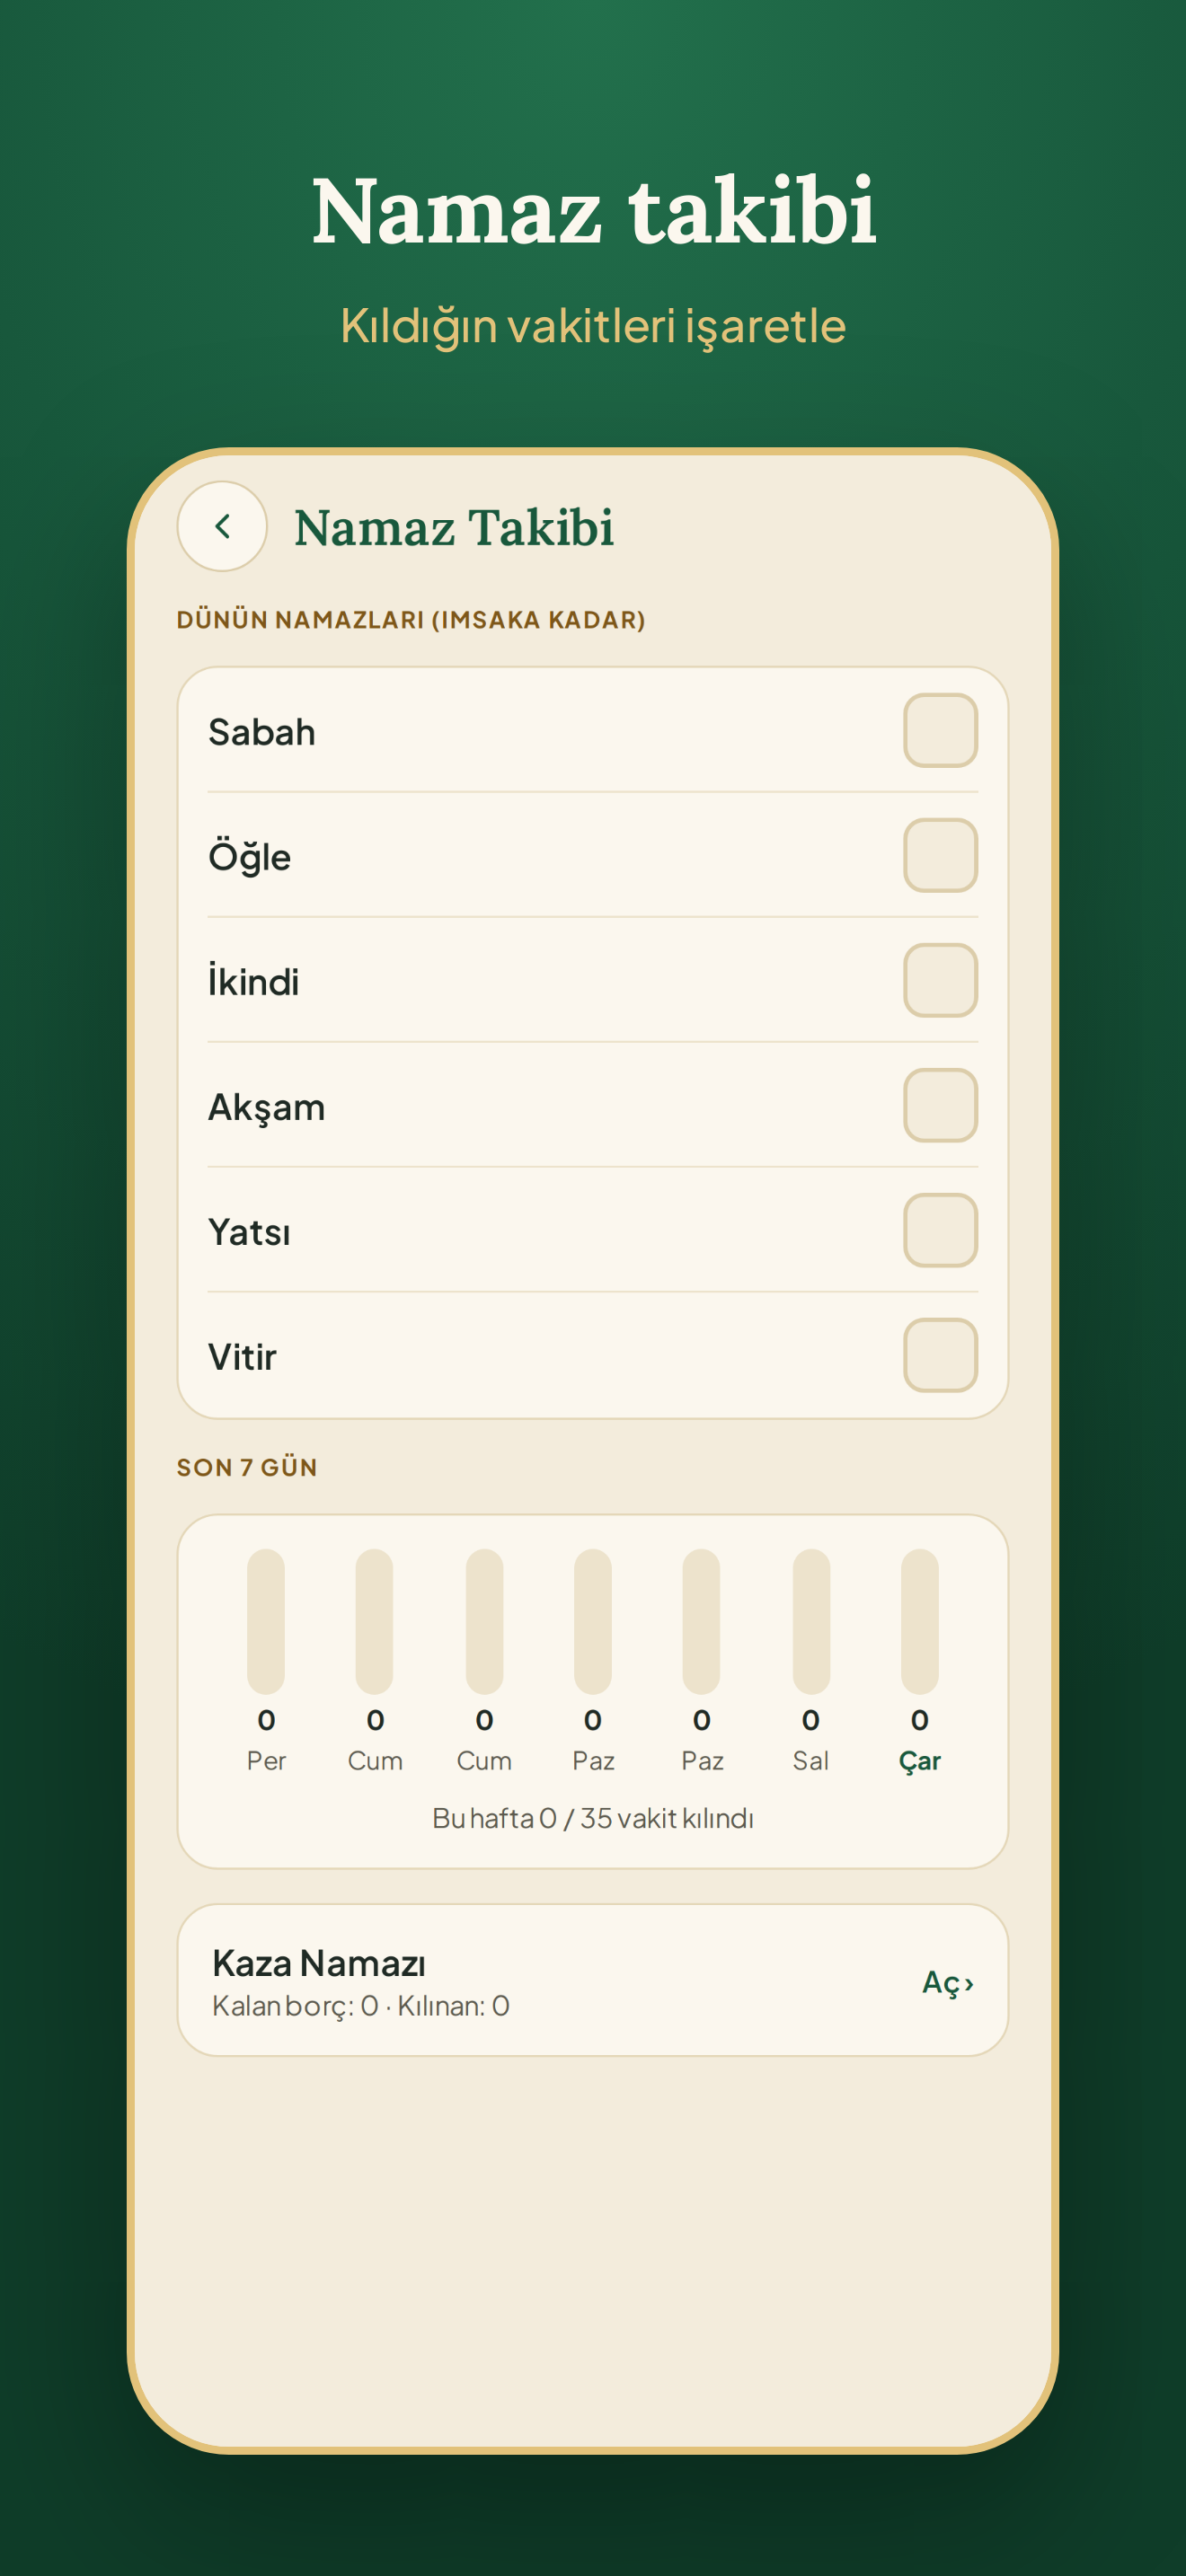 Namaz takibi
Kıldığın vakitleri işaretle
Namaz Takibi
DÜNÜN NAMAZLARI (IMSAKA KADAR)
Sabah
Öğle
İkindi
Akşam
Yatsı
Vitir
SON 7 GÜN
0 0 0 0 0 0 0
Per Cum Cum Paz Paz Sal Çar
Bu hafta 0 / 35 vakit kılındı
Kaza Namazı
Aç ›
Kalan borç: 0 · Kılınan: 0